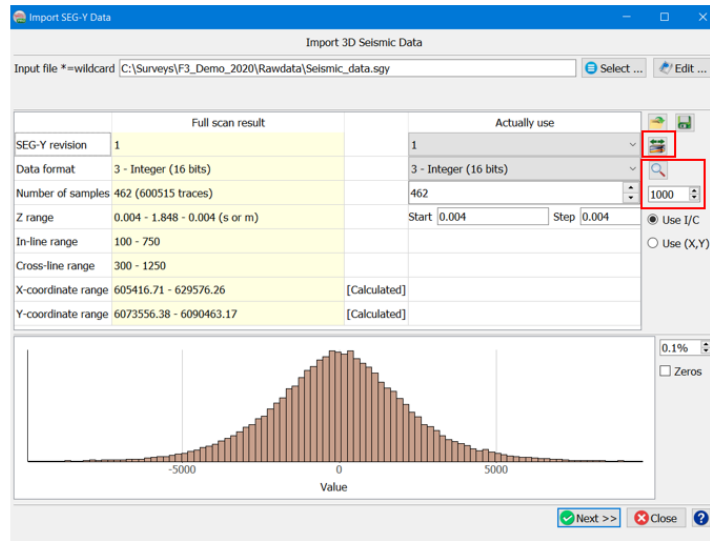 Import SEG-Y Data
Import 3D Seismic Data
Input file *=wildcard C:\Surveys\F3_Demo_2020\Rawdata\Seismic_data.sgy Select ... Edit ...
Full scan result Actually use
SEG-Y revision 1 1
Data format 3 - Integer (16 bits) 3 - Integer (16 bits)
Number of samples 462 (600515 traces) 462 1000
Z range 0.004 - 1.848 - 0.004 (s or m) Start 0.004 Step 0.004 Use I/C
In-line range 100 - 750 Use (X,Y)
Cross-line range 300 - 1250
X-coordinate range 605416.71 - 629576.26 [Calculated]
Y-coordinate range 6073556.38 - 6090463.17 [Calculated]
0.1%
Zeros
-5000 0 5000
Value
Next >> Close ?